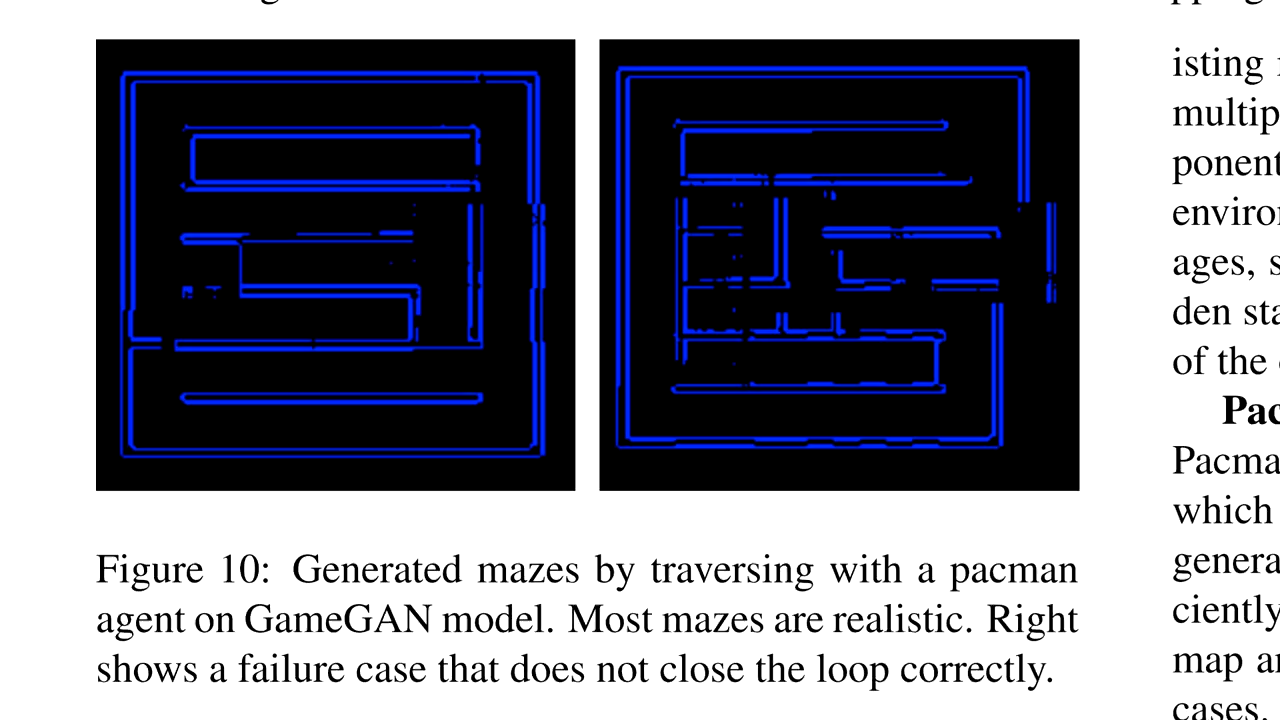 Figure 10: Generated mazes by traversing with a pacman
agent on GameGAN model. Most mazes are realistic. Right
shows a failure case that does not close the loop correctly.
isting
multip
ponent
enviro
ages, s
den sta
of the
Pac
Pacma
which
genera
ciently
map a
cases.